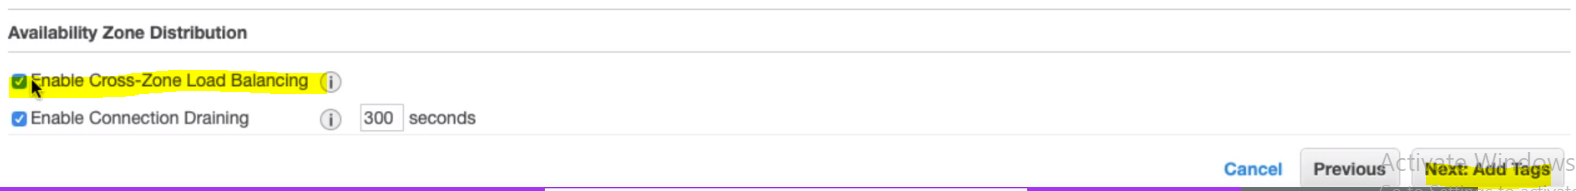 Availability Zone Distribution
Enable Cross-Zone Load Balancing i
Enable Connection Draining i 300 seconds
Activate Windows
Cancel Previous Next: Add Tags